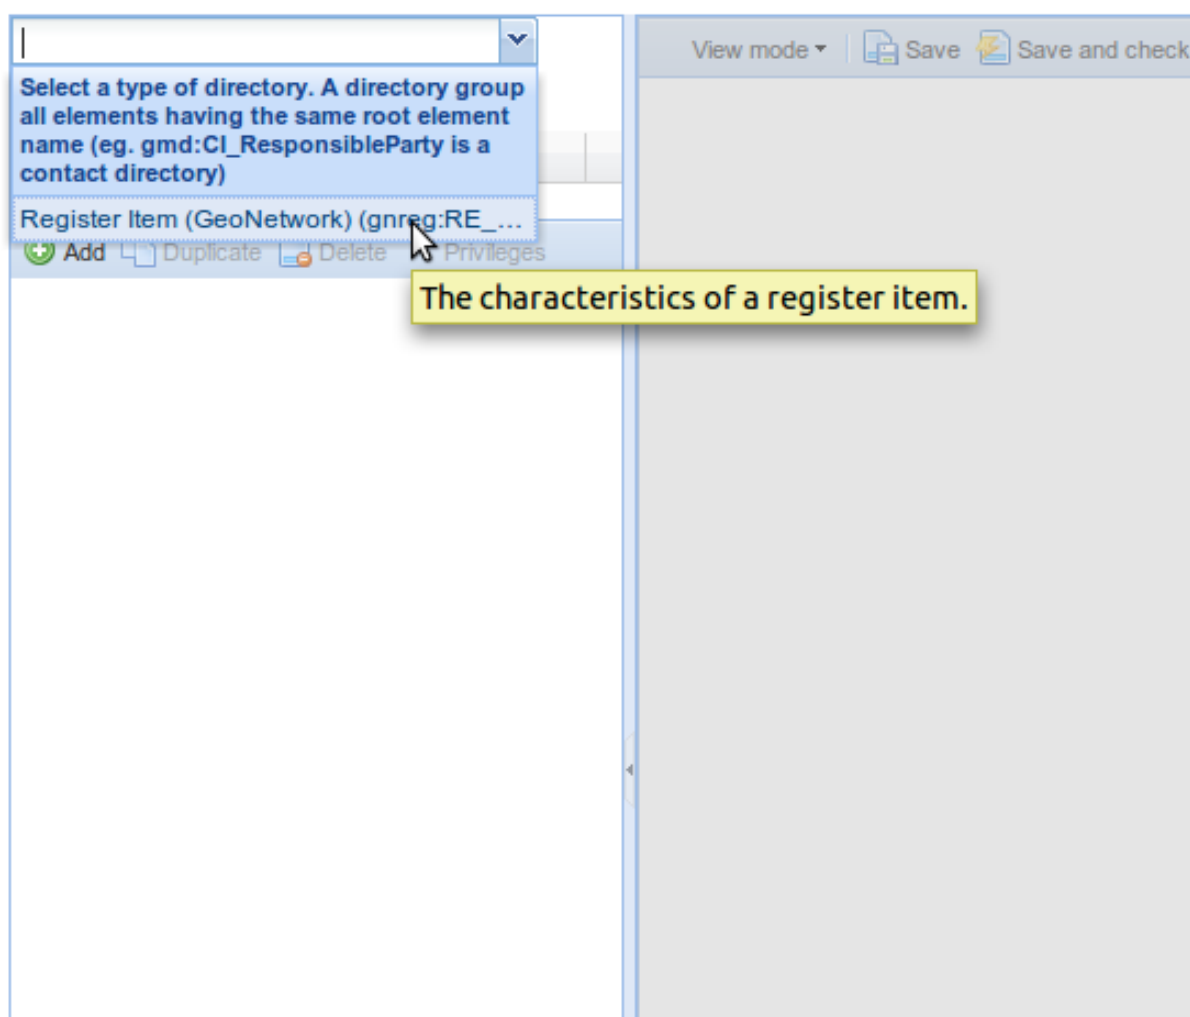 View mode Save Save and check
Select a type of directory. A directory group
all elements having the same root element
name (eg. gmd:CI_ResponsibleParty is a
contact directory)
Register Item (GeoNetwork) (gnreg:RE_...
Add Duplicate Delete Privileges
The characteristics of a register item.